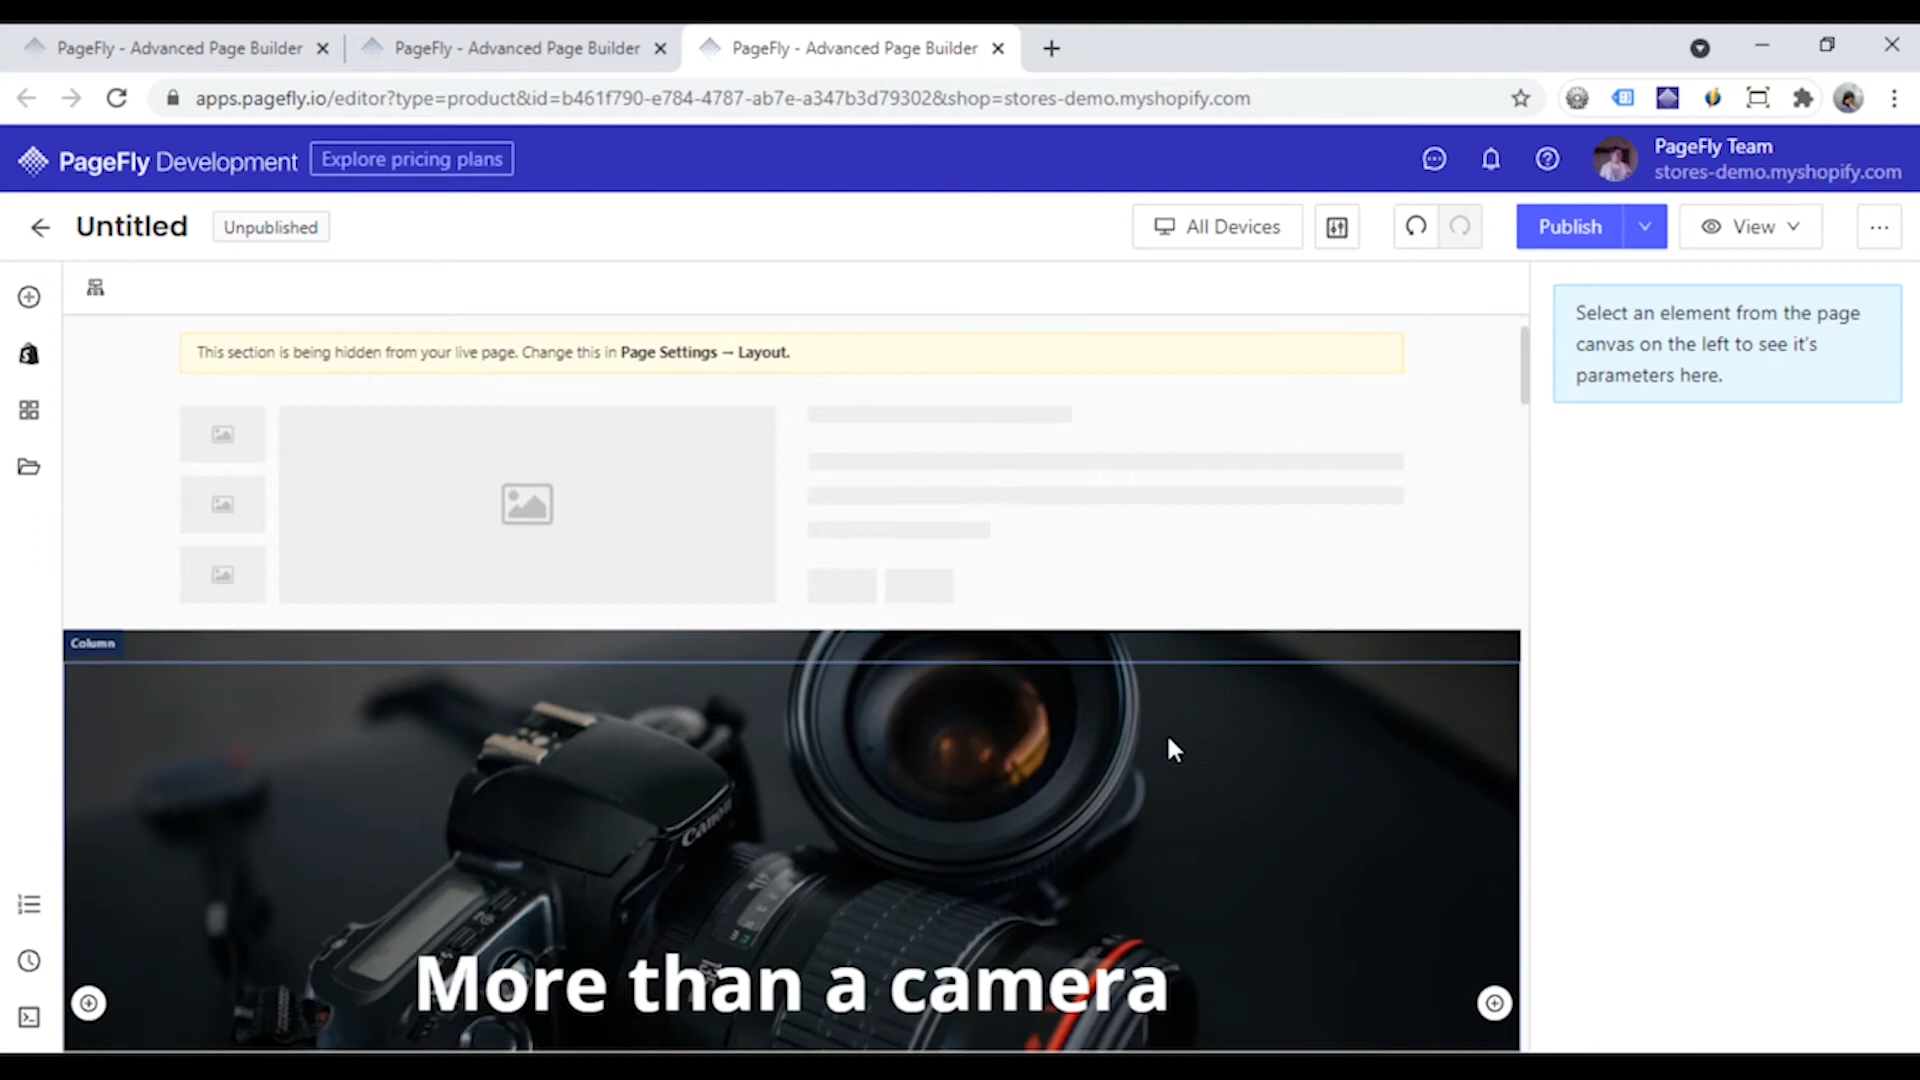 PageFly - Advanced Page Builder
PageFly - Advanced Page Builder
PageFly - Advanced Page Builder
apps.pagefly.io/editor?type=product&id=b461f790-e784-4787-ab7e-a347b3d79302&shop=stores-demo.myshopify.com
PageFly Development
Explore pricing plans
PageFly Team
stores-demo.myshopify.com
Untitled
Unpublished
All Devices
Publish
View
This section is being hidden from your live page. Change this in Page Settings – Layout.
Select an element from the page
canvas on the left to see it's
parameters here.
Column
Canon
More than a camera